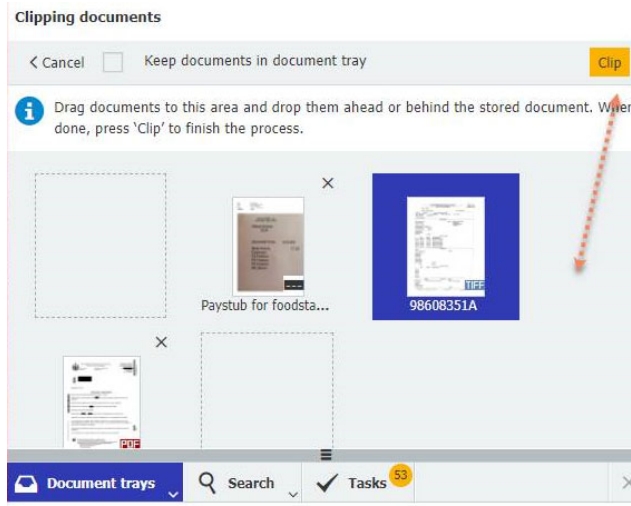 Clipping documents
Cancel
Keep documents in document tray
Clip
Drag documents to this area and drop them ahead or behind the stored document. When
done, press 'Clip' to finish the process.
Paystub for foodsta...
TIFF
98608351A
PDF
Document trays
Search
Tasks
53